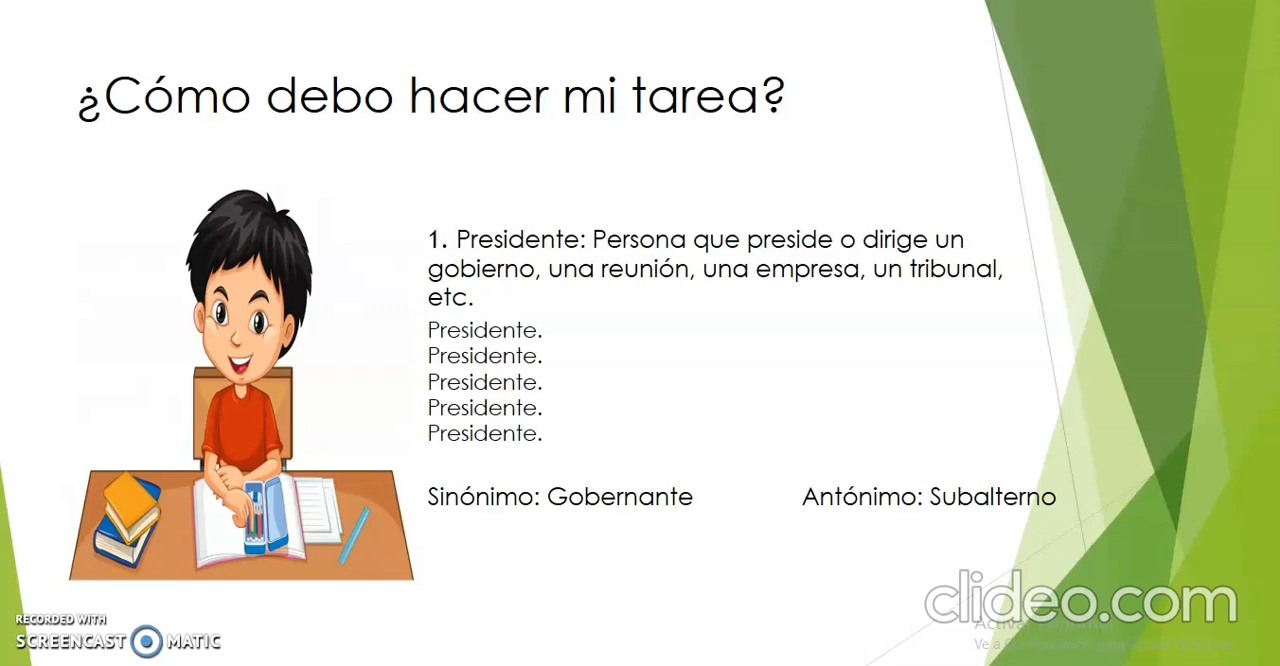 ¿Cómo debo hacer mi tarea?
1. Presidente: Persona que preside o dirige un
gobierno, una reunión, una empresa, un tribunal,
etc.
Presidente.
Presidente.
Presidente.
Presidente.
Presidente.
Sinónimo: Gobernante
Antónimo: Subalterno
clideo.com
RECORDED WITH
SCREENCAST MATIC